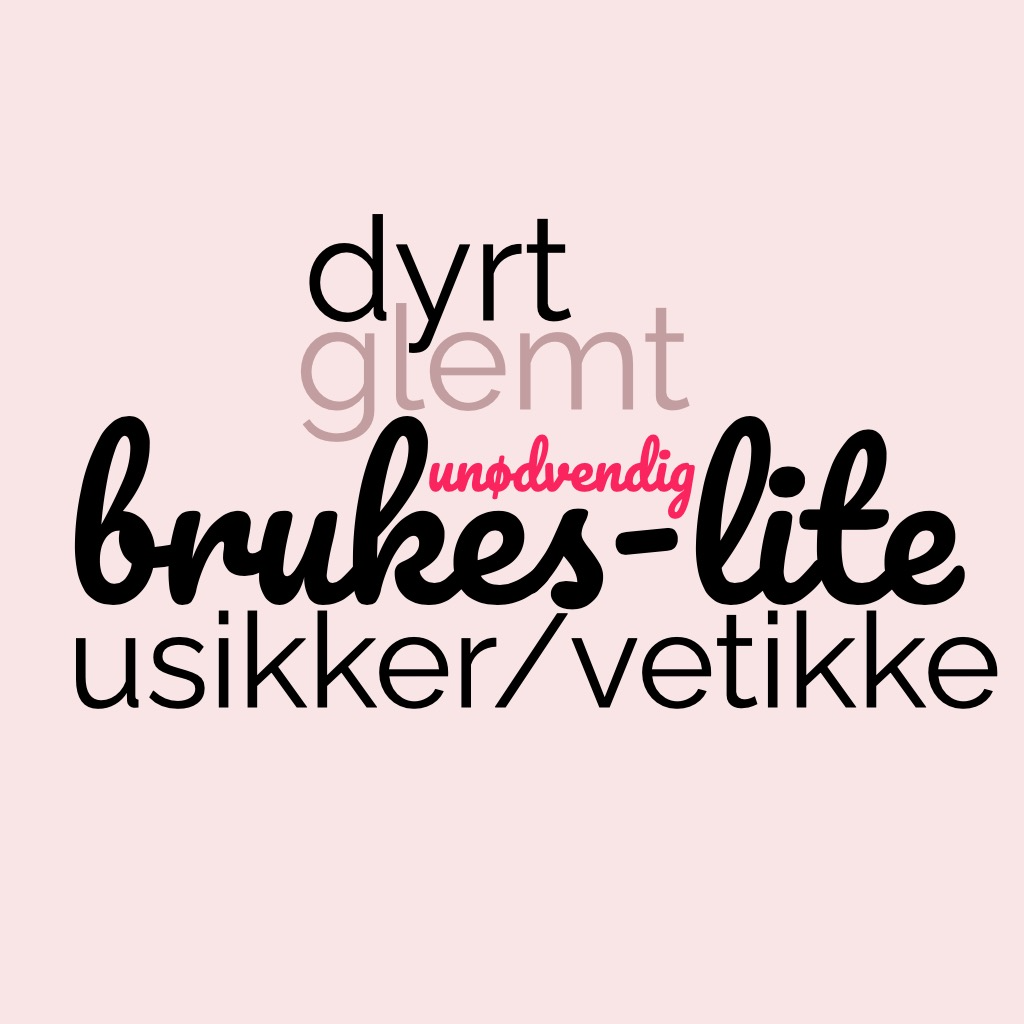 dyrt
glemt
unødvendig
brukes-lite
usikker/vetikke